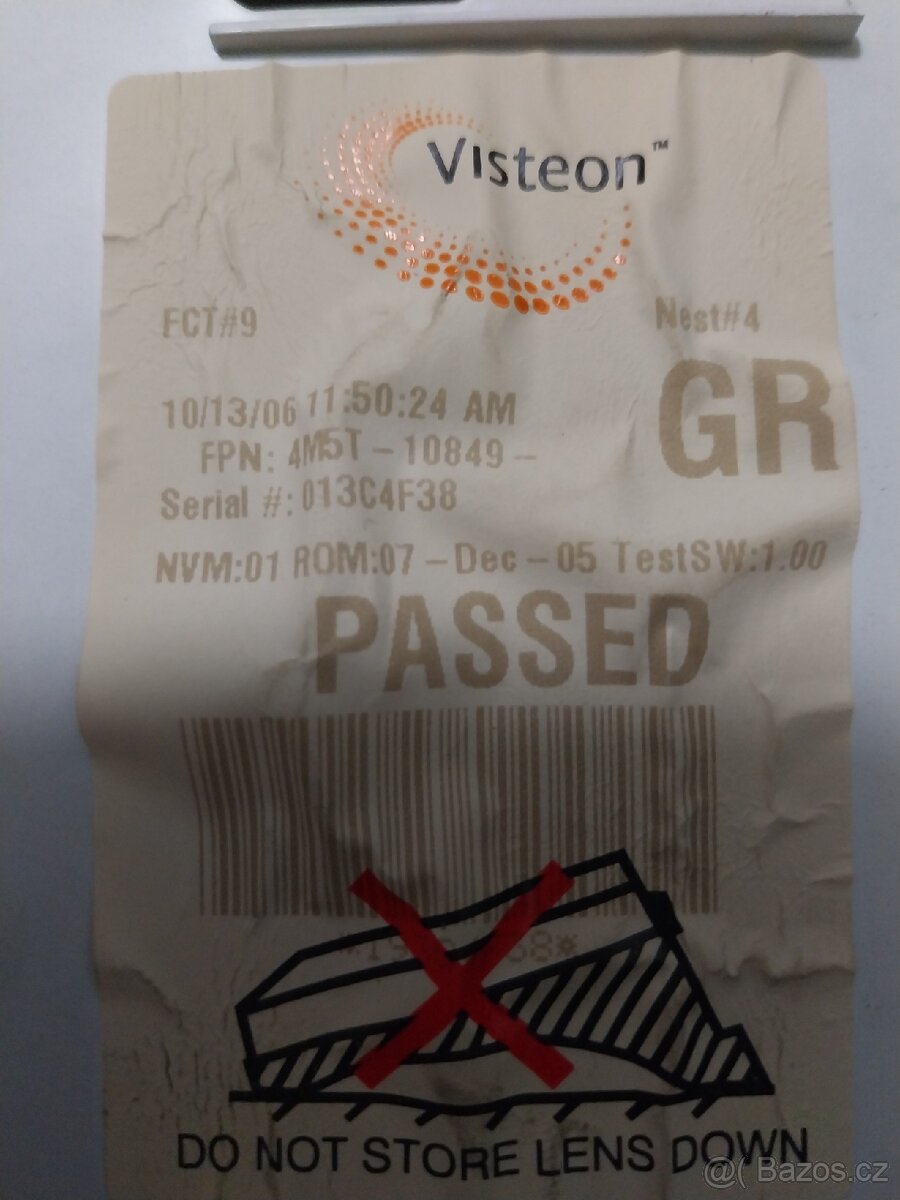 Visteon™
FCT#9 Nest#4
GR
10/13/06 11:50:24 AM
FPN: 4M5T-10849-
Serial #: 013C4F38
NVM:01 ROM:07-Dec-05 TestSW:1.00
PASSED
DO NOT STORE LENS DOWN
@( Bazos.cz